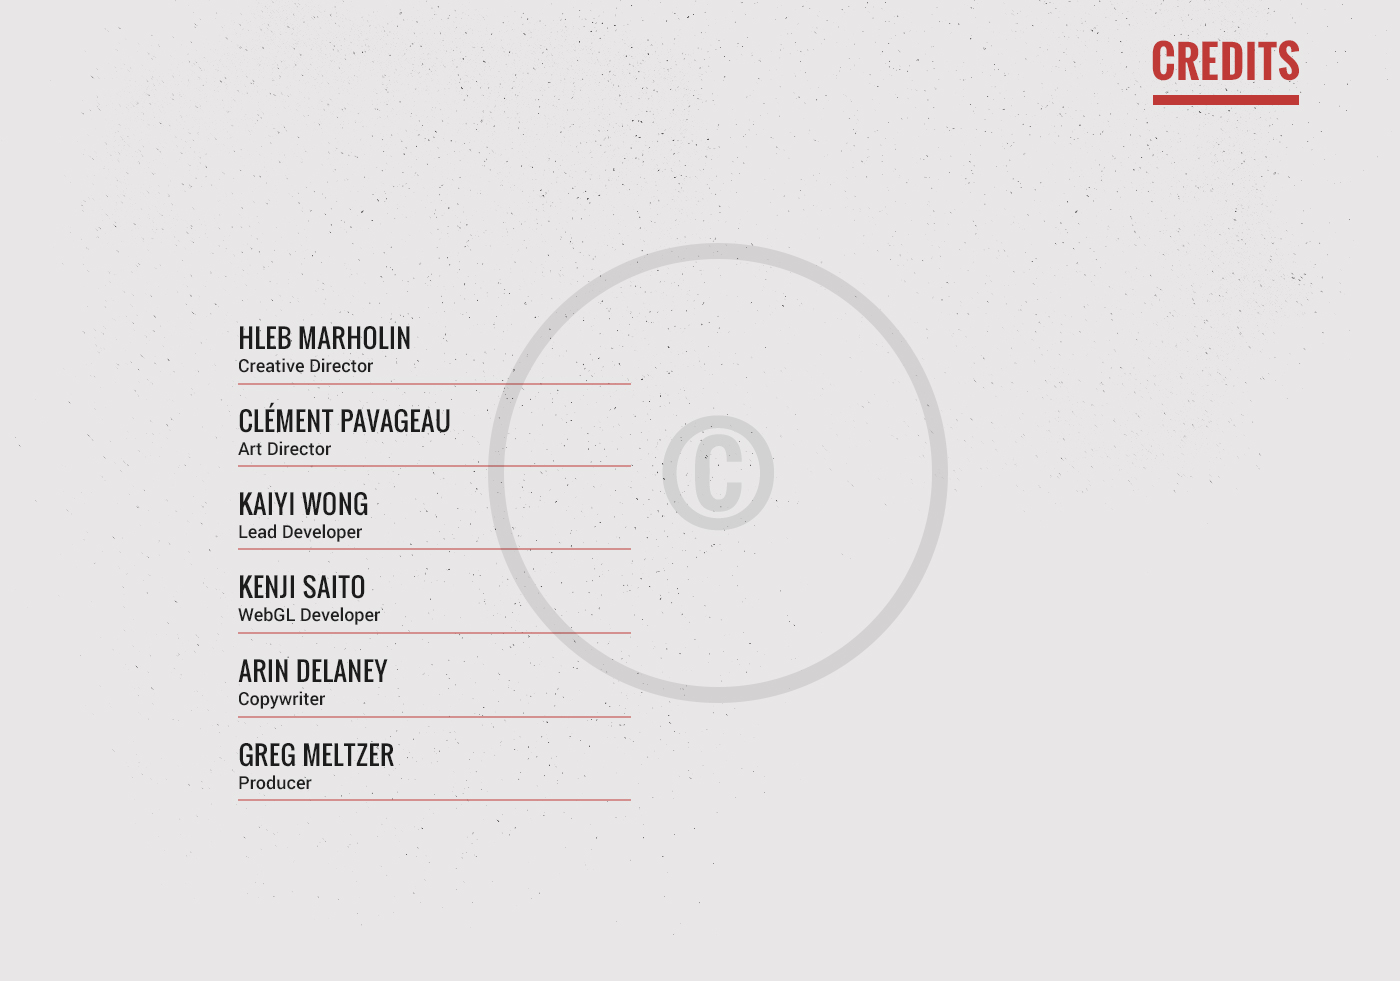 CREDITS
HLEB MARHOLIN
Creative Director
CLÉMENT PAVAGEAU
Art Director
KAIYI WONG
Lead Developer
KENJI SAITO
WebGL Developer
ARIN DELANEY
Copywriter
GREG MELTZER
Producer
©